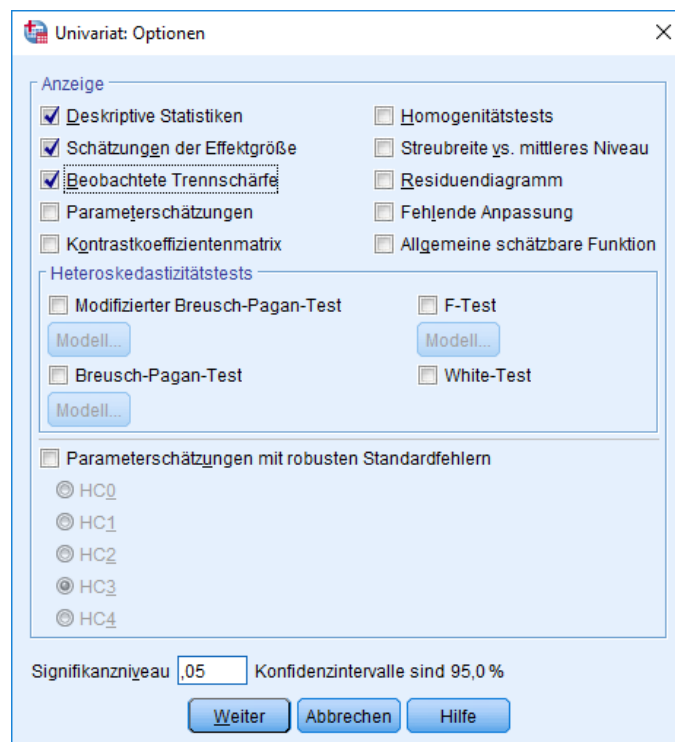 Univariat: Optionen
Anzeige
Deskriptive Statistiken
Homogenitätstests
Schätzungen der Effektgröße
Streubreite vs. mittleres Niveau
Beobachtete Trennschärfe
Residuendiagramm
Parameterschätzungen
Fehlende Anpassung
Kontrastkoeffizientenmatrix
Allgemeine schätzbare Funktion
Heteroskedastizitätstests
Modifizierter Breusch-Pagan-Test
F-Test
Modell...
Modell...
Breusch-Pagan-Test
White-Test
Modell...
Parameterschätzungen mit robusten Standardfehlern
HC0
HC1
HC2
HC3
HC4
Signifikanzniveau ,05 Konfidenzintervalle sind 95,0 %
Weiter Abbrechen Hilfe